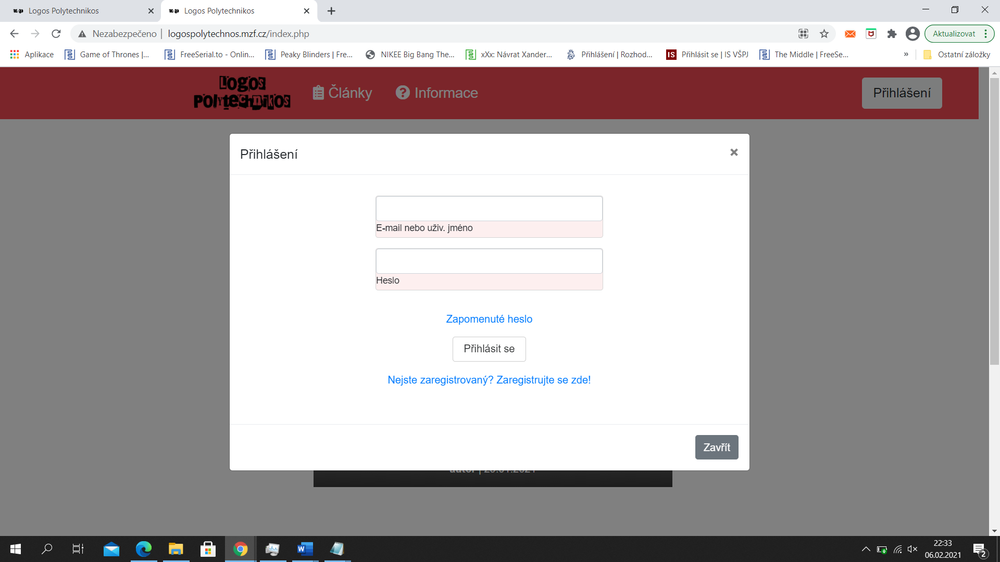 Logos Polytechnikos
Logos Polytechnikos
Nezabezpečeno | logospolytechnos.mzf.cz/index.php
Aktualizovat
Aplikace
Game of Thrones |...
FreeSerial.to - Onlin...
Peaky Blinders | Fre...
NIKEE Big Bang The...
xXx: Návrat Xander...
Přihlášení | Rozhod...
IS Přihlásit se | IS VŠPJ
The Middle | FreeSe...
»
Ostatní záložky
Logos
Polytechnikos
Články
Informace
Přihlášení
Přihlášení
×
E-mail nebo uživ. jméno
Heslo
Zapomenuté heslo
Přihlásit se
Nejste zaregistrovaný? Zaregistrujte se zde!
Zavřít
22:33
06.02.2021
2